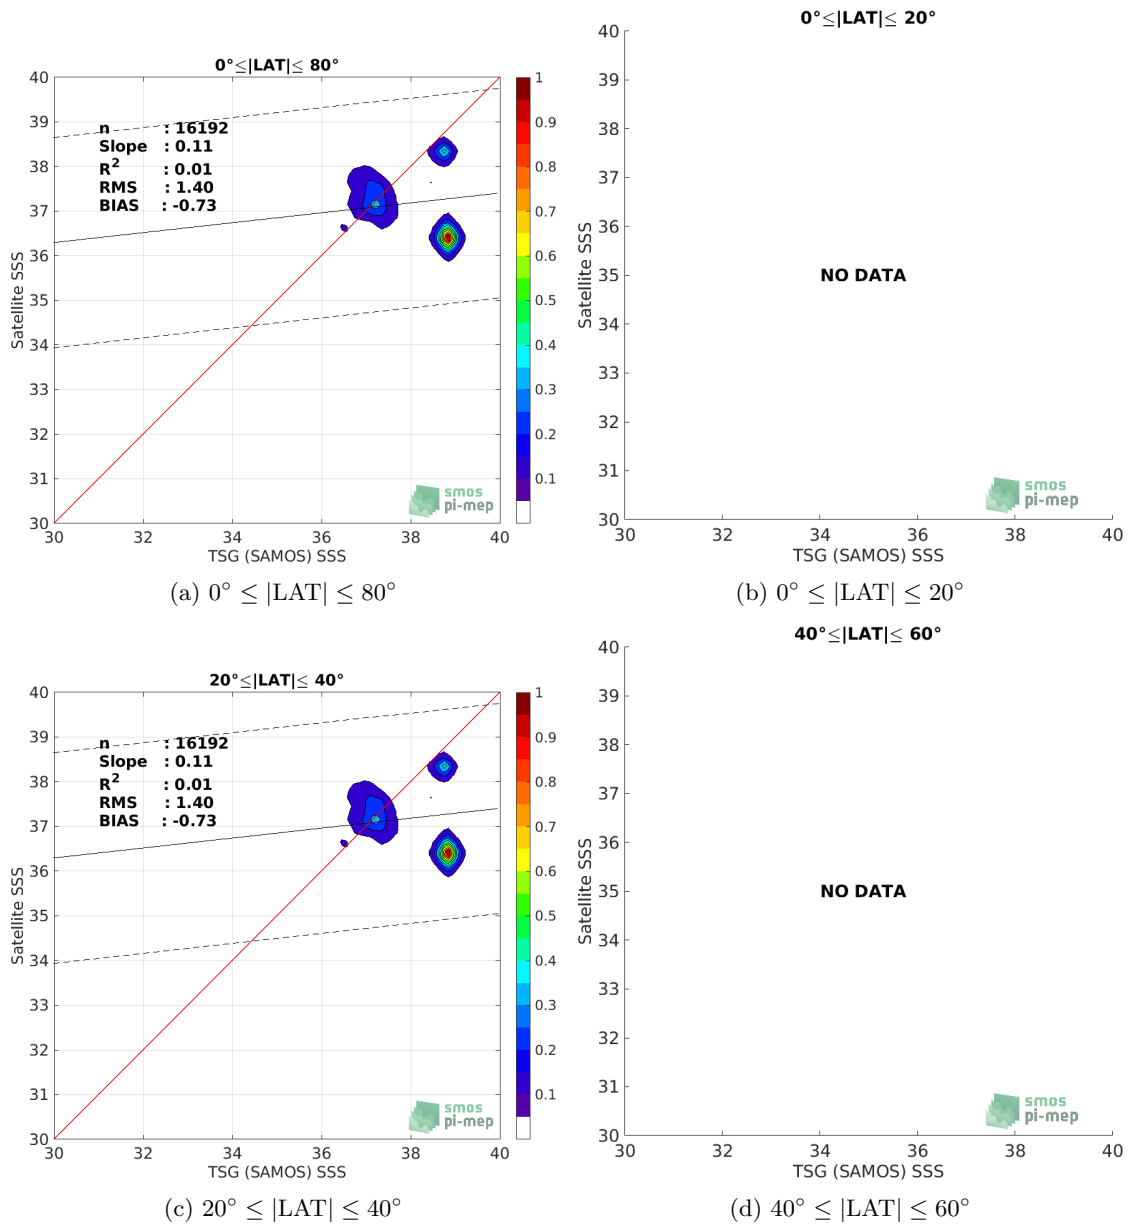 0°≤|LAT|≤ 80°
n : 16192
Slope : 0.11
R² : 0.01
RMS : 1.40
BIAS : -0.73
Satellite SSS
40
39
38
37
36
35
34
33
32
31
30
30 32 34 36 38 40
TSG (SAMOS) SSS
1
0.9
0.8
0.7
0.6
0.5
0.4
0.3
0.2
0.1
smos
pi-mep
(a) 0° ≤ |LAT| ≤ 80°
0°≤|LAT|≤ 20°
Satellite SSS
40
39
38
37
36
35
34
33
32
31
30
NO DATA
30 32 34 36 38 40
TSG (SAMOS) SSS
smos
pi-mep
(b) 0° ≤ |LAT| ≤ 20°
20°≤|LAT|≤ 40°
n : 16192
Slope : 0.11
R² : 0.01
RMS : 1.40
BIAS : -0.73
Satellite SSS
40
39
38
37
36
35
34
33
32
31
30
30 32 34 36 38 40
TSG (SAMOS) SSS
1
0.9
0.8
0.7
0.6
0.5
0.4
0.3
0.2
0.1
smos
pi-mep
(c) 20° ≤ |LAT| ≤ 40°
40°≤|LAT|≤ 60°
Satellite SSS
40
39
38
37
36
35
34
33
32
31
30
NO DATA
30 32 34 36 38 40
TSG (SAMOS) SSS
smos
pi-mep
(d) 40° ≤ |LAT| ≤ 60°